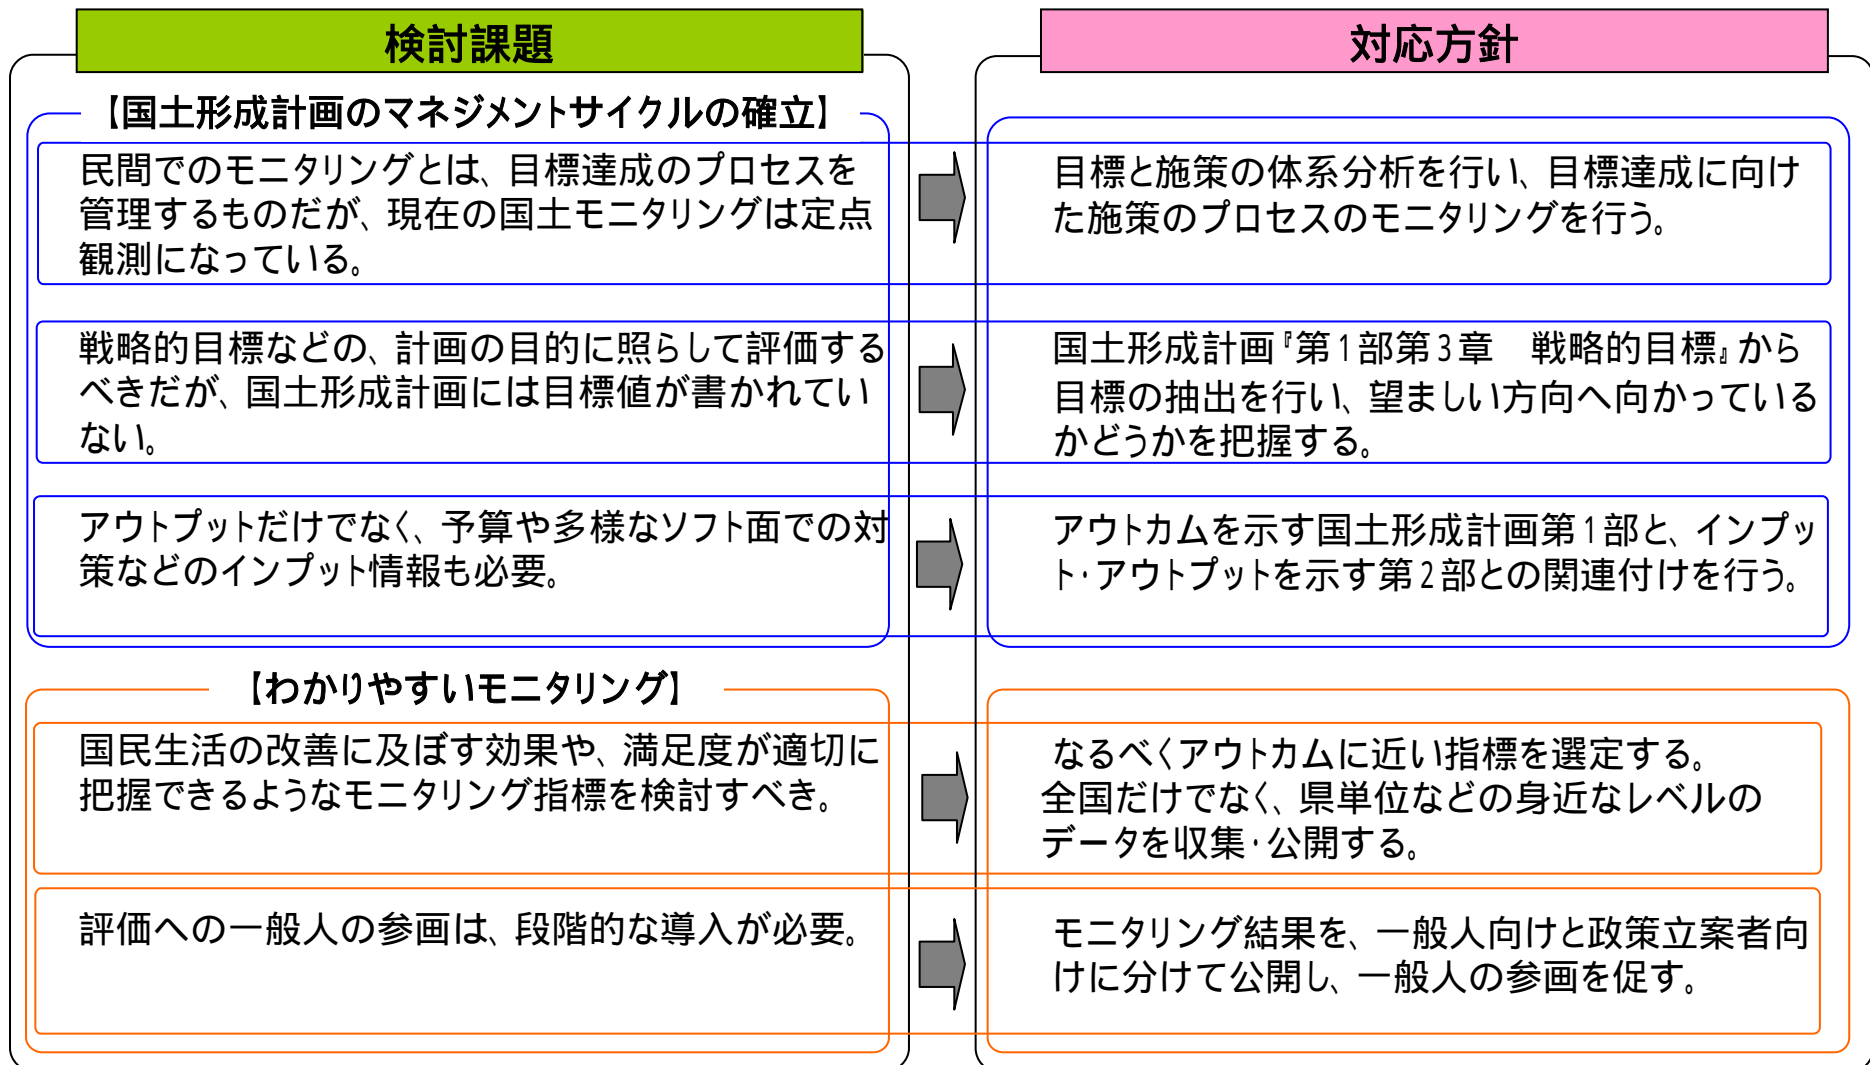 検討課題
対応方針
【国土形成計画のマネジメントサイクルの確立】
民間でのモニタリングとは、目標達成のプロセスを
管理するものだが、現在の国土モニタリングは定点
観測になっている。
目標と施策の体系分析を行い、目標達成に向け
た施策のプロセスのモニタリングを行う。
戦略的目標などの、計画の目的に照らして評価する
べきだが、国土形成計画には目標値が書かれてい
ない。
国土形成計画『第1部第3章　戦略的目標』から
目標の抽出を行い、望ましい方向へ向かっている
かどうかを把握する。
アウトプットだけでなく、予算や多様なソフト面での対
策などのインプット情報も必要。
アウトカムを示す国土形成計画第1部と、インプッ
ト・アウトプットを示す第2部との関連付けを行う。
【わかりやすいモニタリング】
国民生活の改善に及ぼす効果や、満足度が適切に
把握できるようなモニタリング指標を検討すべき。
なるべくアウトカムに近い指標を選定する。
全国だけでなく、県単位などの身近なレベルの
データを収集・公開する。
評価への一般人の参画は、段階的な導入が必要。
モニタリング結果を、一般人向けと政策立案者向
けに分けて公開し、一般人の参画を促す。